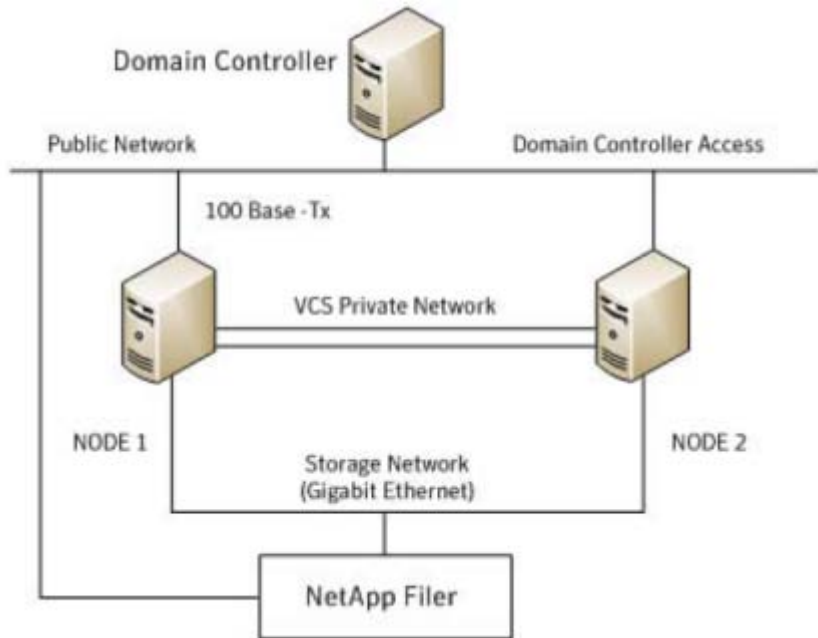 Domain Controller
Public Network
Domain Controller Access
100 Base -Tx
VCS Private Network
NODE 1
NODE 2
Storage Network
(Gigabit Ethernet)
NetApp Filer